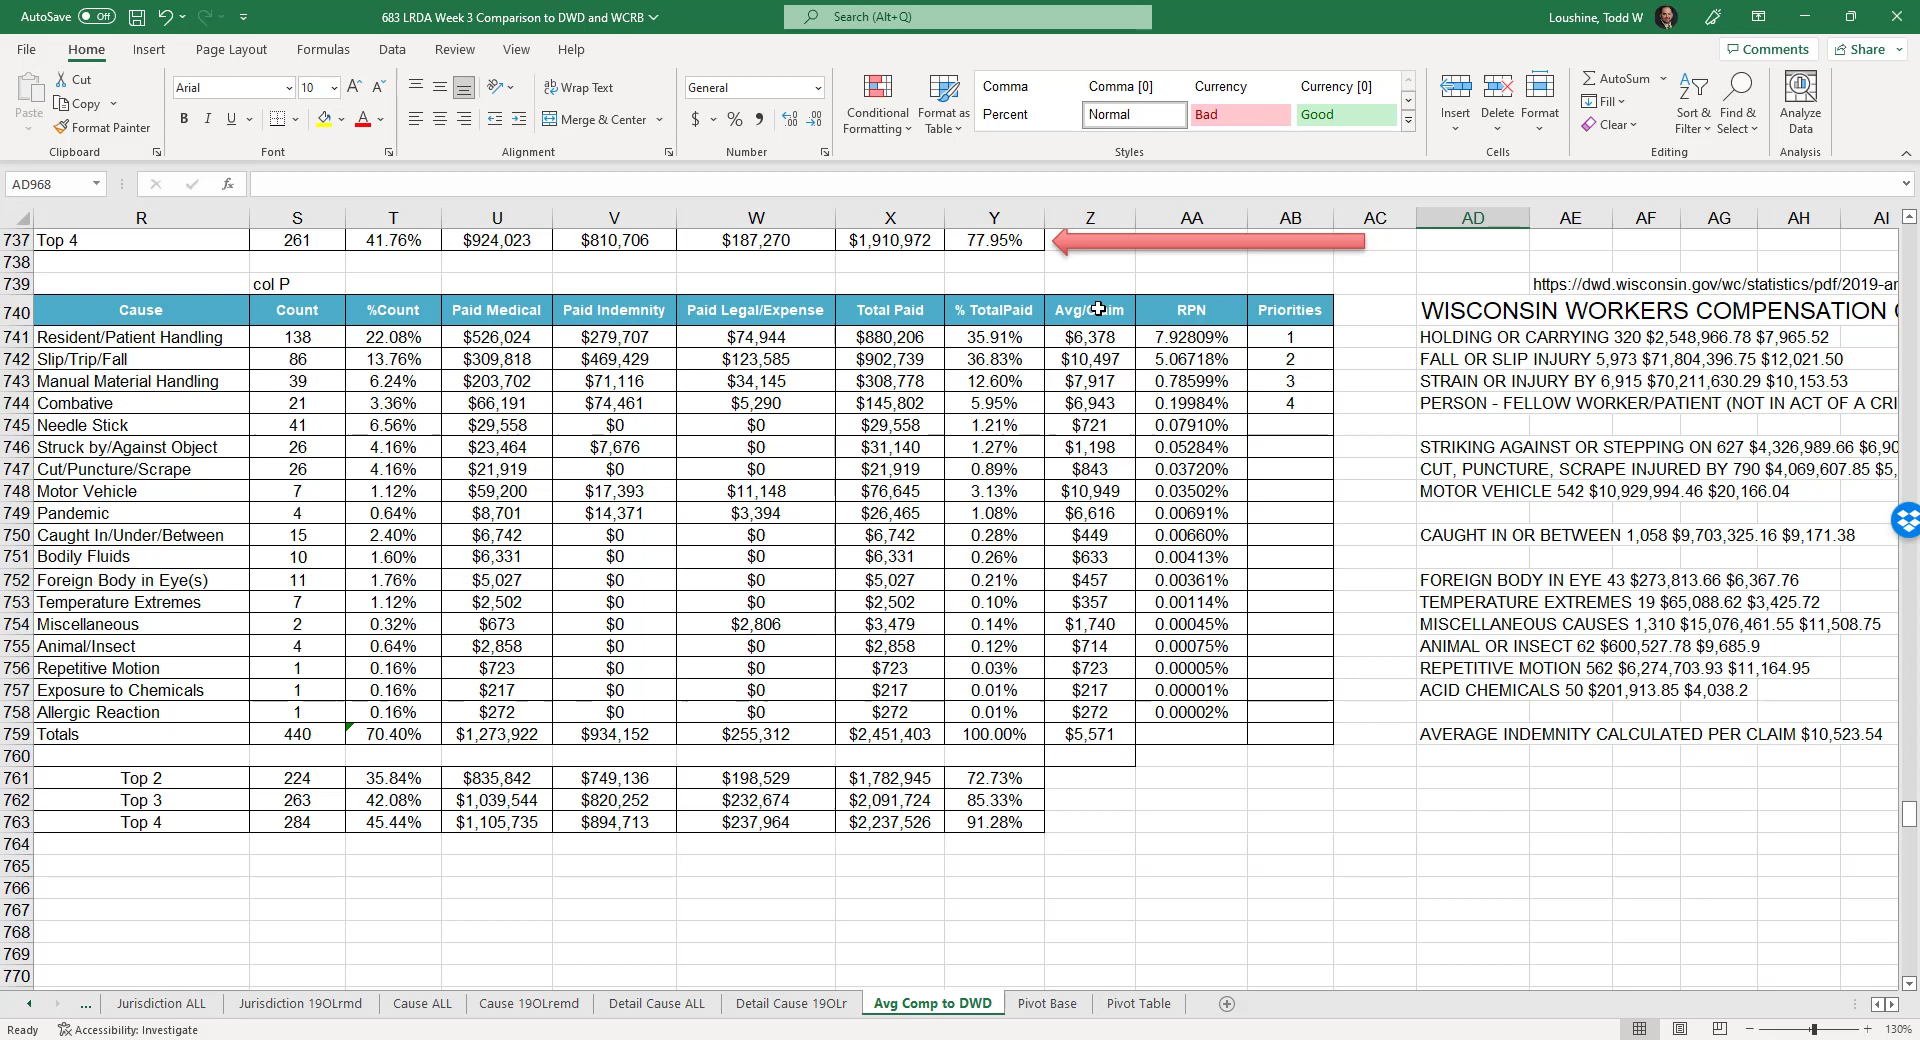 AutoSave Off 683 LRDA Week 3 Comparison to DWD and WCRB Search (Alt+Q) Loushine, Todd W
File Home Insert Page Layout Formulas Data Review View Help Comments Share
Paste Cut Copy Format Painter Clipboard
Arial 10 B I U A Font
Wrap Text Merge & Center Alignment
General $ % Number
Conditional Formatting Format as Table
Comma Comma [0] Currency Currency [0]
Percent Normal Bad Good
Styles
Insert Delete Format Cells
AutoSum Fill Clear Sort & Filter Find & Select Editing
Analyze Data Analysis
AD968 fx
R S T U V W X Y Z AA AB AC AD AE AF AG AH AI
737 Top 4 261 41.76% $924,023 $810,706 $187,270 $1,910,972 77.95%
738
739 col P https://dwd.wisconsin.gov/wc/statistics/pdf/2019-ar
740 Cause Count %Count Paid Medical Paid Indemnity Paid Legal/Expense Total Paid % TotalPaid RPN Priorities WISCONSIN WORKERS COMPENSATION
741 Resident/Patient Handling 138 22.08% $526,024 $279,707 $74,944 $880,206 35.91% $6,378 7.92809% 1 HOLDING OR CARRYING 320 $2,548,966.78 $7,965.52
742 Slip/Trip/Fall 86 13.76% $309,818 $469,429 $123,585 $902,739 36.83% $10,497 5.06718% 2 FALL OR SLIP INJURY 5,973 $71,804,396.75 $12,021.50
743 Manual Material Handling 39 6.24% $203,702 $71,116 $34,145 $308,778 12.60% $7,917 0.78599% 3 STRAIN OR INJURY BY 6,915 $70,211,630.29 $10,153.53
744 Combative 21 3.36% $66,191 $74,461 $5,290 $145,802 5.95% $6,943 0.19984% 4 PERSON - FELLOW WORKER/PATIENT (NOT IN ACT OF A CRI
745 Needle Stick 41 6.56% $29,558 $0 $0 $29,558 1.21% $721 0.07910%
746 Struck by/Against Object 26 4.16% $23,464 $7,676 $0 $31,140 1.27% $1,198 0.05284% STRIKING AGAINST OR STEPPING ON 627 $4,326,989.66 $6,90
747 Cut/Puncture/Scrape 26 4.16% $21,919 $0 $0 $21,919 0.89% $843 0.03720% CUT, PUNCTURE, SCRAPE INJURED BY 790 $4,069,607.85 $5,
748 Motor Vehicle 7 1.12% $59,200 $17,393 $11,148 $76,645 3.13% $10,949 0.03502% MOTOR VEHICLE 542 $10,929,994.46 $20,166.04
749 Pandemic 4 0.64% $8,701 $14,371 $3,394 $26,465 1.08% $6,616 0.00691%
750 Caught In/Under/Between 15 2.40% $6,742 $0 $0 $6,742 0.28% $449 0.00660% CAUGHT IN OR BETWEEN 1,058 $9,703,325.16 $9,171.38
751 Bodily Fluids 10 1.60% $6,331 $0 $0 $6,331 0.26% $633 0.00413%
752 Foreign Body in Eye(s) 11 1.76% $5,027 $0 $0 $5,027 0.21% $457 0.00361% FOREIGN BODY IN EYE 43 $273,813.66 $6,367.76
753 Temperature Extremes 7 1.12% $2,502 $0 $0 $2,502 0.10% $357 0.00114% TEMPERATURE EXTREMES 19 $65,088.62 $3,425.72
754 Miscellaneous 2 0.32% $673 $0 $2,806 $3,479 0.14% $1,740 0.00045% MISCELLANEOUS CAUSES 1,310 $15,076,461.55 $11,508.75
755 Animal/Insect 4 0.64% $2,858 $0 $0 $2,858 0.12% $714 0.00075% ANIMAL OR INSECT 62 $600,527.78 $9,685.9
756 Repetitive Motion 1 0.16% $723 $0 $0 $723 0.03% $723 0.00005% REPETITIVE MOTION 562 $6,274,703.93 $11,164.95
757 Exposure to Chemicals 1 0.16% $217 $0 $0 $217 0.01% $217 0.00001% ACID CHEMICALS 50 $201,913.85 $4,038.2
758 Allergic Reaction 1 0.16% $272 $0 $0 $272 0.01% $272 0.00002%
759 Totals 440 70.40% $1,273,922 $934,152 $255,312 $2,451,403 100.00% $5,571 AVERAGE INDEMNITY CALCULATED PER CLAIM $10,523.54
760
761 Top 2 224 35.84% $835,842 $749,136 $198,529 $1,782,945 72.73%
762 Top 3 263 42.08% $1,039,544 $820,252 $232,674 $2,091,724 85.33%
763 Top 4 284 45.44% $1,105,735 $894,713 $237,964 $2,237,526 91.28%
764
765
766
767
768
769
770
... Jurisdiction ALL Jurisdiction 19OLrmd Cause ALL Cause 19OLremd Detail Cause ALL Detail Cause 19OLr Avg Comp to DWD Pivot Base Pivot Table
Ready Accessibility: Investigate 130%